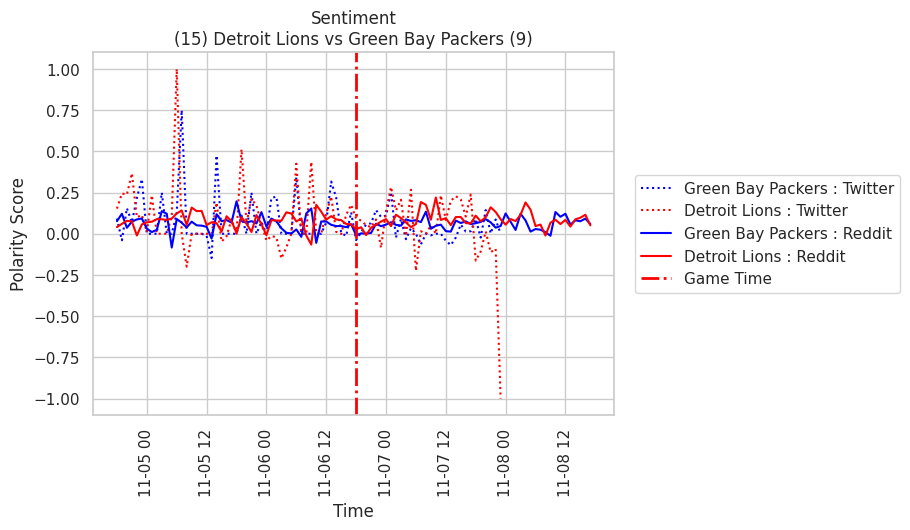 Sentiment
(15) Detroit Lions vs Green Bay Packers (9)
1.00
0.75
0.50
0.25
0.00
−0.25
−0.50
−0.75
−1.00
Polarity Score
11-05 00
11-05 12
11-06 00
11-06 12
11-07 00
11-07 12
11-08 00
11-08 12
Time
Green Bay Packers : Twitter
Detroit Lions : Twitter
Green Bay Packers : Reddit
Detroit Lions : Reddit
Game Time